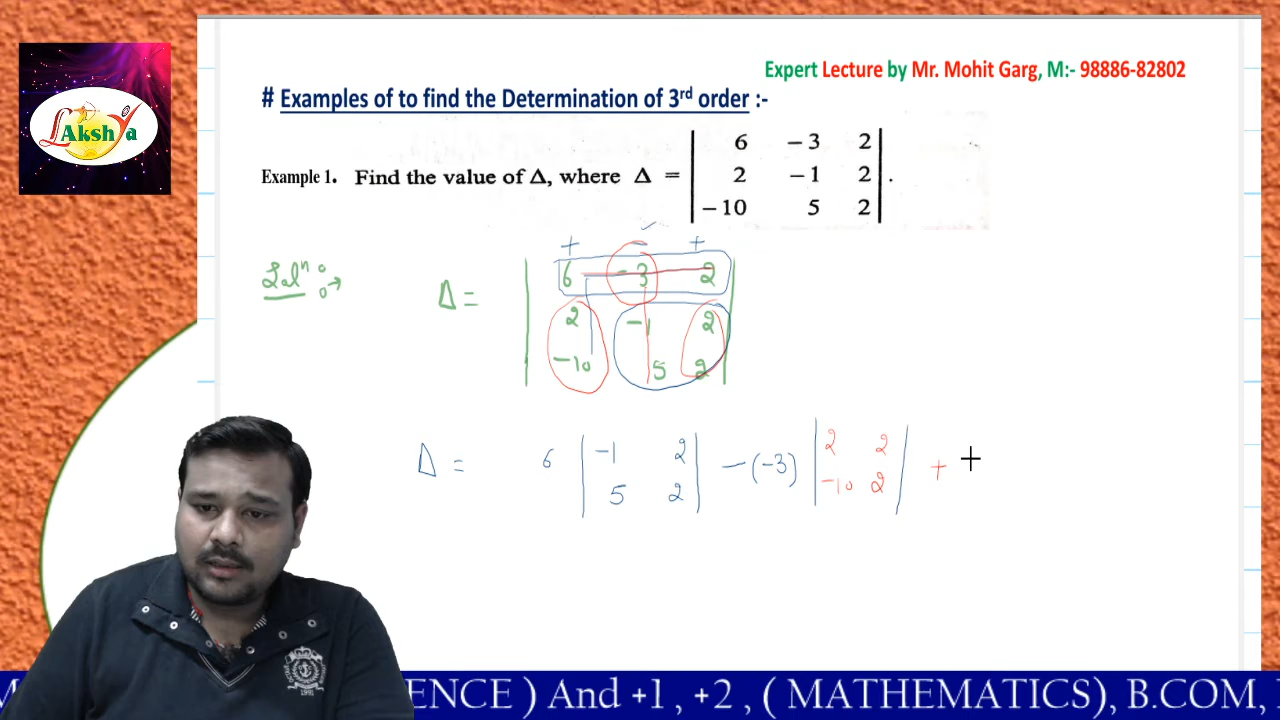 LAkshYa
Expert Lecture by Mr. Mohit Garg, M:- 98886-82802
# Examples of to find the Determination of 3rd order :-
Example 1. Find the value of Δ, where Δ = | 6 −3 2 |
| 2 −1 2 |
| −10 5 2 | .
+ − +
Solⁿ :→ Δ = | 6 −3 2 |
| 2 −1 2 |
| −10 5 2 |
Δ = 6 | −1 2 | −(−3) | 2 2 | +
| 5 2 | | −10 2 |
1991
ENCE ) And +1 , +2 , ( MATHEMATICS), B.COM,